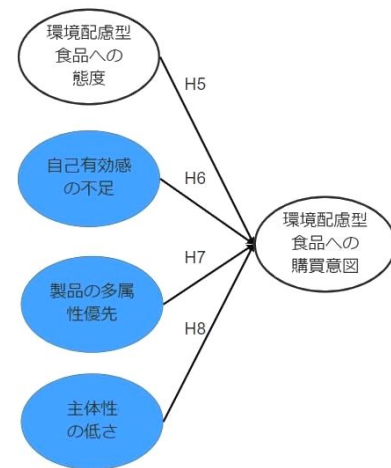 環境配慮型
食品への
態度
H5
自己有効感
の不足
H6
環境配慮型
食品への
購買意図
H7
製品の多属
性優先
H8
主体性
の低さ